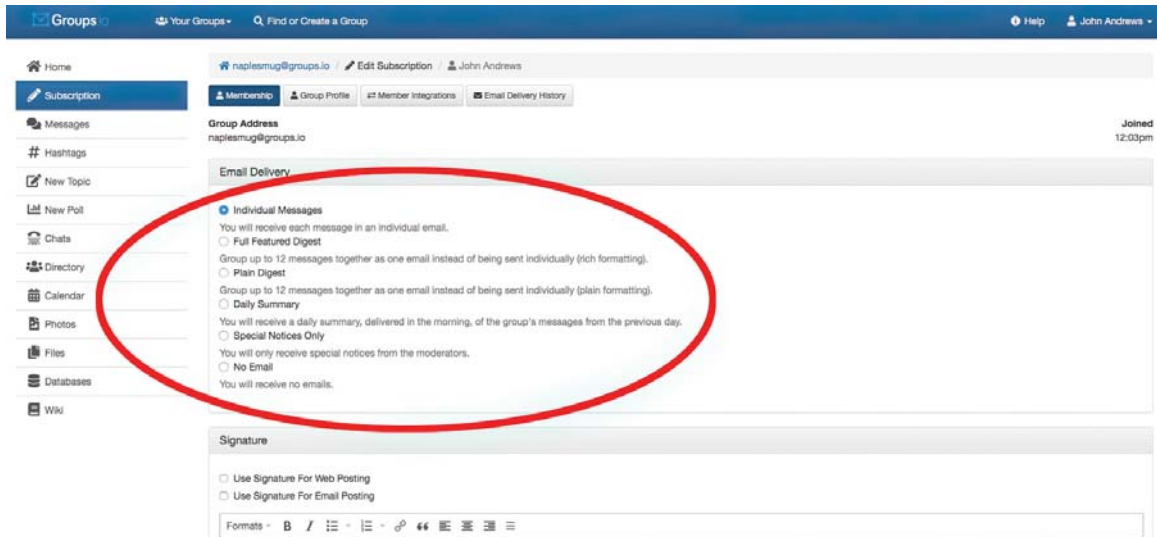 Groups.io
Your Groups
Find or Create a Group
Help
John Andrews
Home
Subscription
Messages
Hashtags
New Topic
New Poll
Chats
Directory
Calendar
Photos
Files
Databases
Wiki
naplesmug@groups.io / Edit Subscription / John Andrews
Membership
Group Profile
Member Integrations
Email Delivery History
Group Address
naplesmug@groups.io
Joined
12:03pm
Email Delivery
Individual Messages
You will receive each message in an individual email.
Full Featured Digest
Group up to 12 messages together as one email instead of being sent individually (rich formatting).
Plain Digest
Group up to 12 messages together as one email instead of being sent individually (plain formatting).
Daily Summary
You will receive a daily summary, delivered in the morning, of the group's messages from the previous day.
Special Notices Only
You will only receive special notices from the moderators.
No Email
You will receive no emails.
Signature
Use Signature For Web Posting
Use Signature For Email Posting
Formats B I